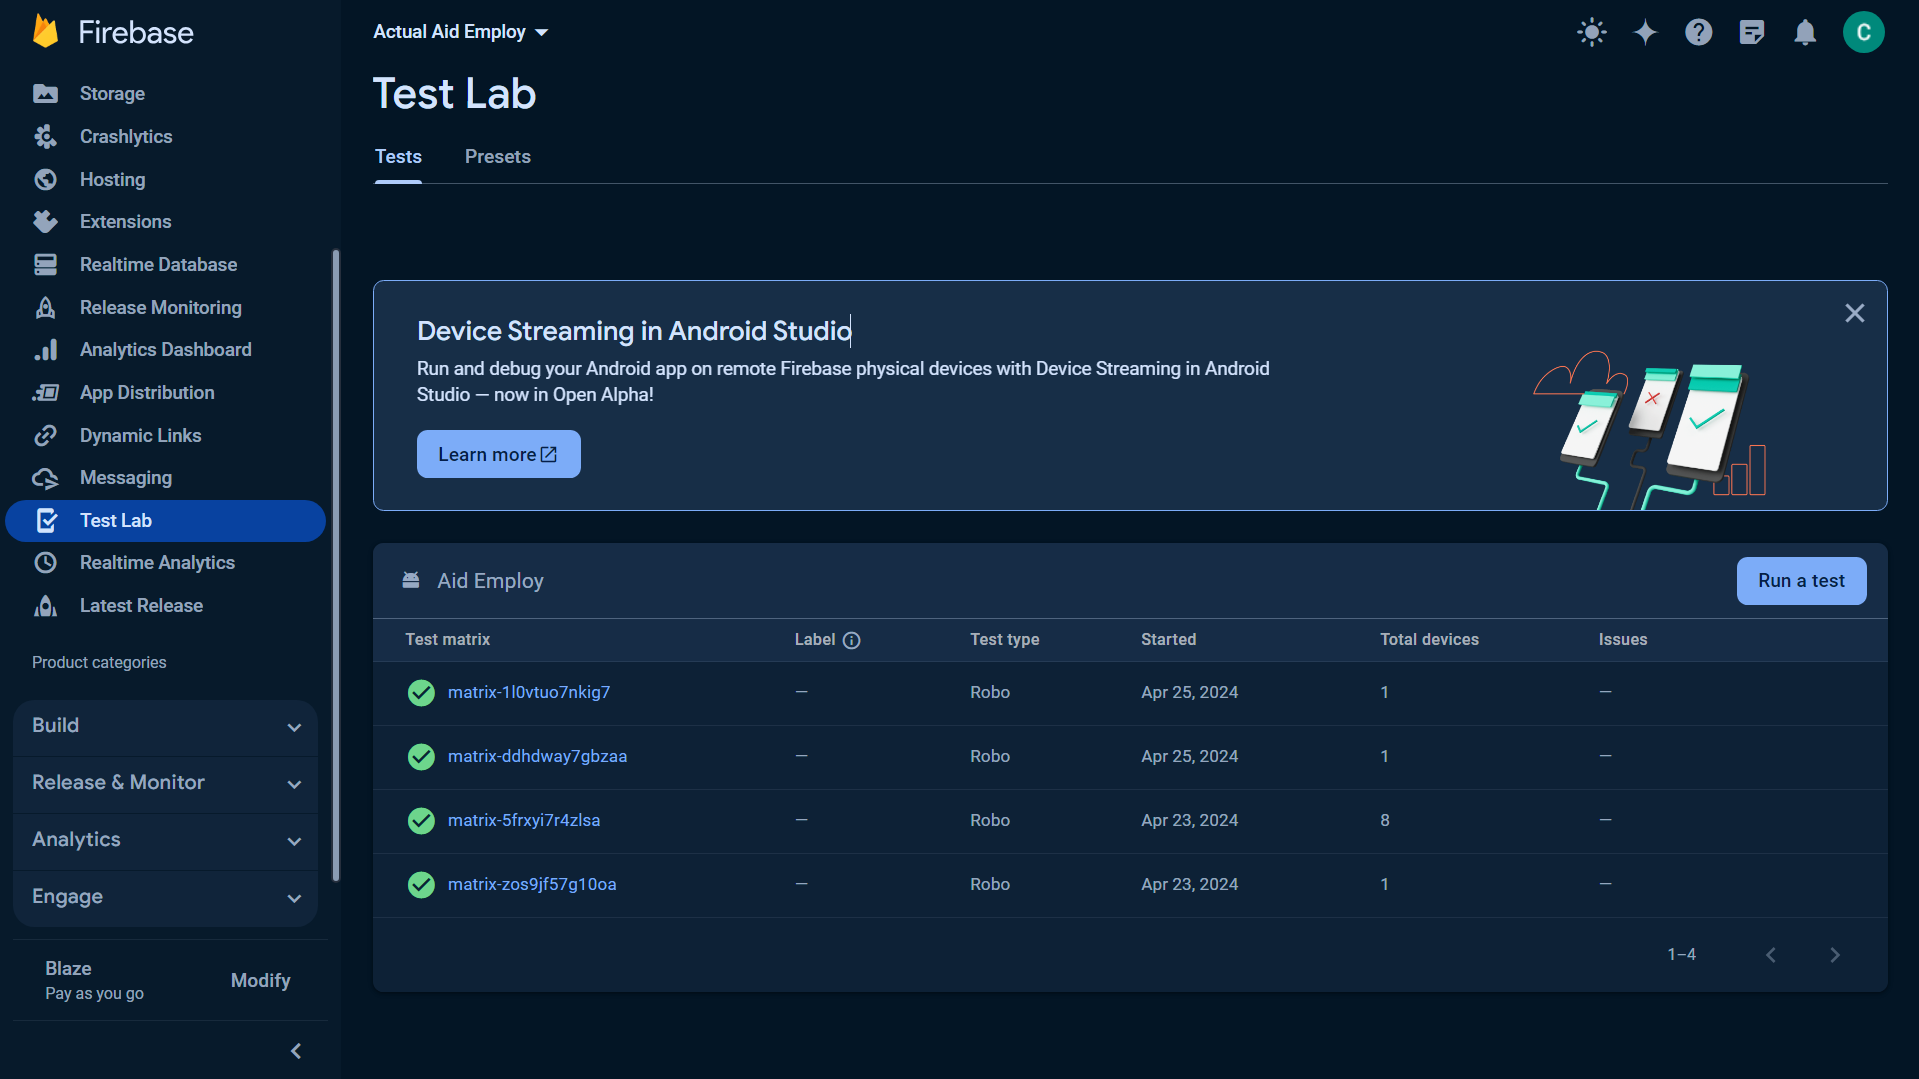 Firebase
Storage
Crashlytics
Hosting
Extensions
Realtime Database
Release Monitoring
Analytics Dashboard
App Distribution
Dynamic Links
Messaging
Test Lab
Realtime Analytics
Latest Release
Product categories
Build
Release & Monitor
Analytics
Engage
Blaze
Pay as you go
Modify
Actual Aid Employ
C
Test Lab
Tests Presets
Device Streaming in Android Studio
Run and debug your Android app on remote Firebase physical devices with Device Streaming in Android
Studio — now in Open Alpha!
Learn more
Aid Employ
Run a test
Test matrix Label Test type Started Total devices Issues
matrix-1l0vtuo7nkig7 — Robo Apr 25, 2024 1 —
matrix-ddhdway7gbzaa — Robo Apr 25, 2024 1 —
matrix-5frxyi7r4zlsa — Robo Apr 23, 2024 8 —
matrix-zos9jf57g10oa — Robo Apr 23, 2024 1 —
1–4